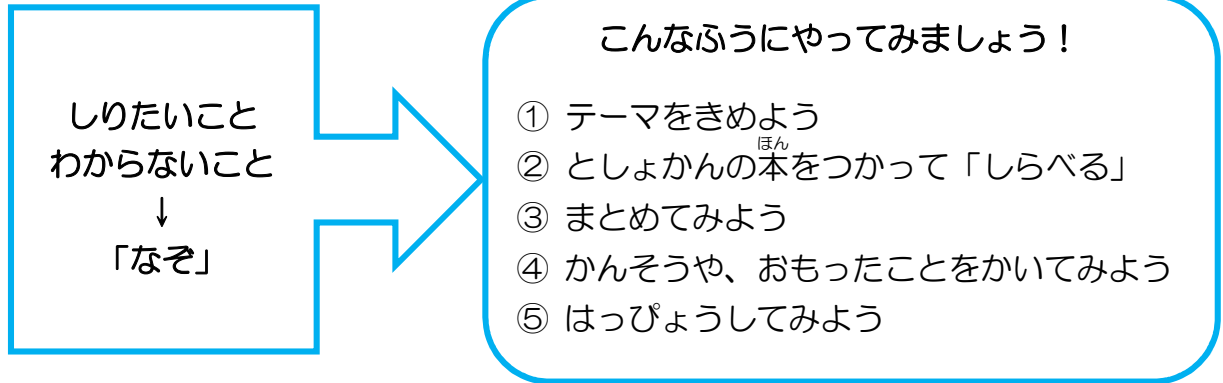 しりたいこと
わからないこと
↓
「なぞ」
こんなふうにやってみましょう！
① テーマをきめよう
ほん
② としょかんの本をつかって「しらべる」
③ まとめてみよう
④ かんそうや、おもったことをかいてみよう
⑤ はっぴょうしてみよう